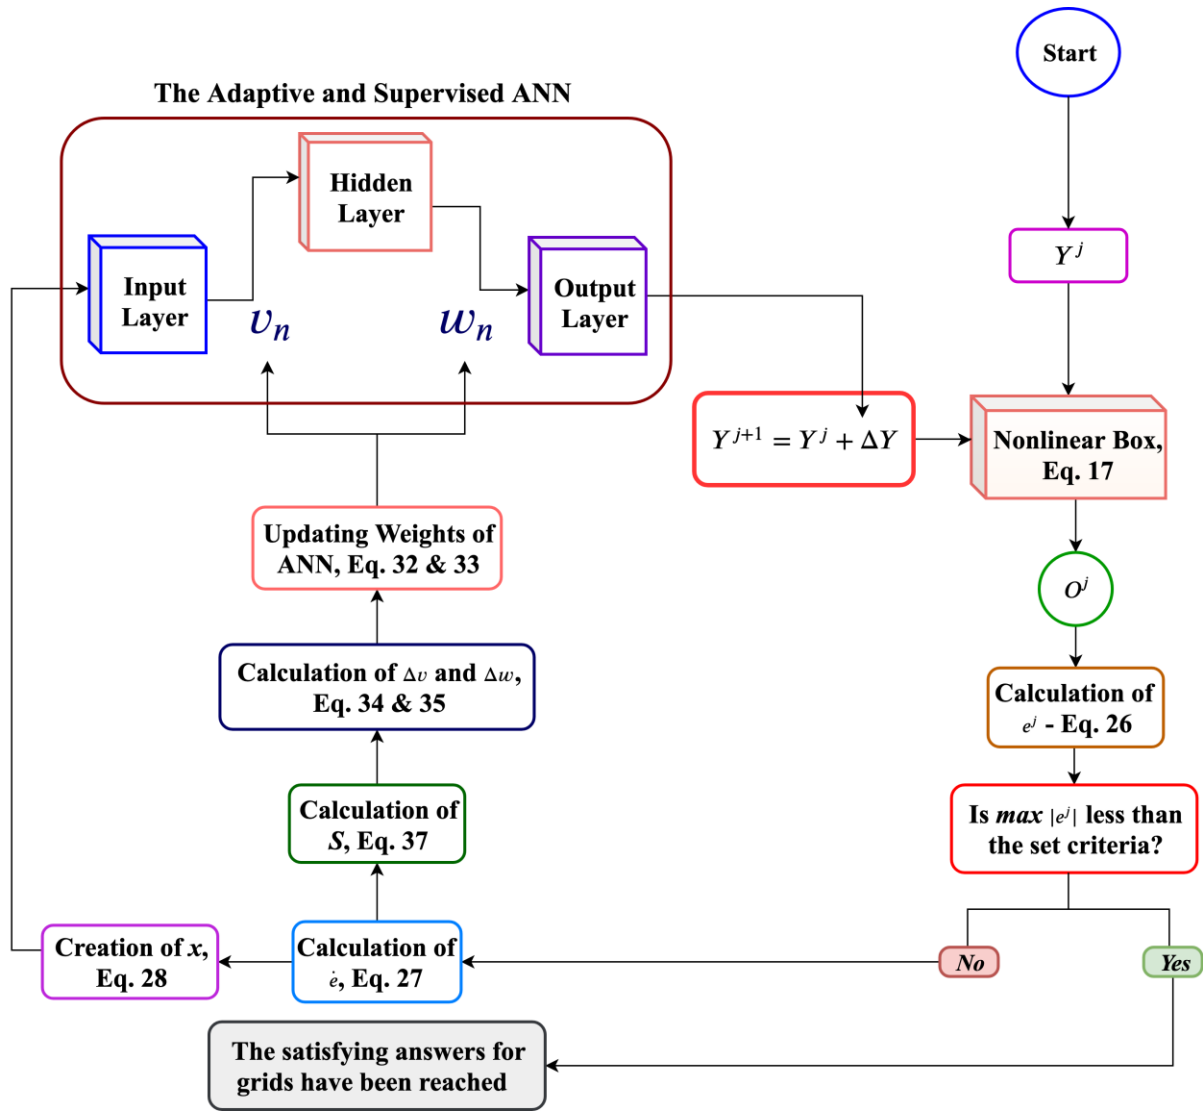 Start
The Adaptive and Supervised ANN
Hidden
Layer
Input
Layer
Output
Layer
vₙ
wₙ
Y^j
Y^{j+1} = Y^j + ΔY
Nonlinear Box,
Eq. 17
O^j
Calculation of
e^j - Eq. 26
Is max |e^j| less than
the set criteria?
No
Yes
Updating Weights of
ANN, Eq. 32 & 33
Calculation of Δv and Δw,
Eq. 34 & 35
Calculation of
S, Eq. 37
Calculation of
ė, Eq. 27
Creation of x,
Eq. 28
The satisfying answers for
grids have been reached